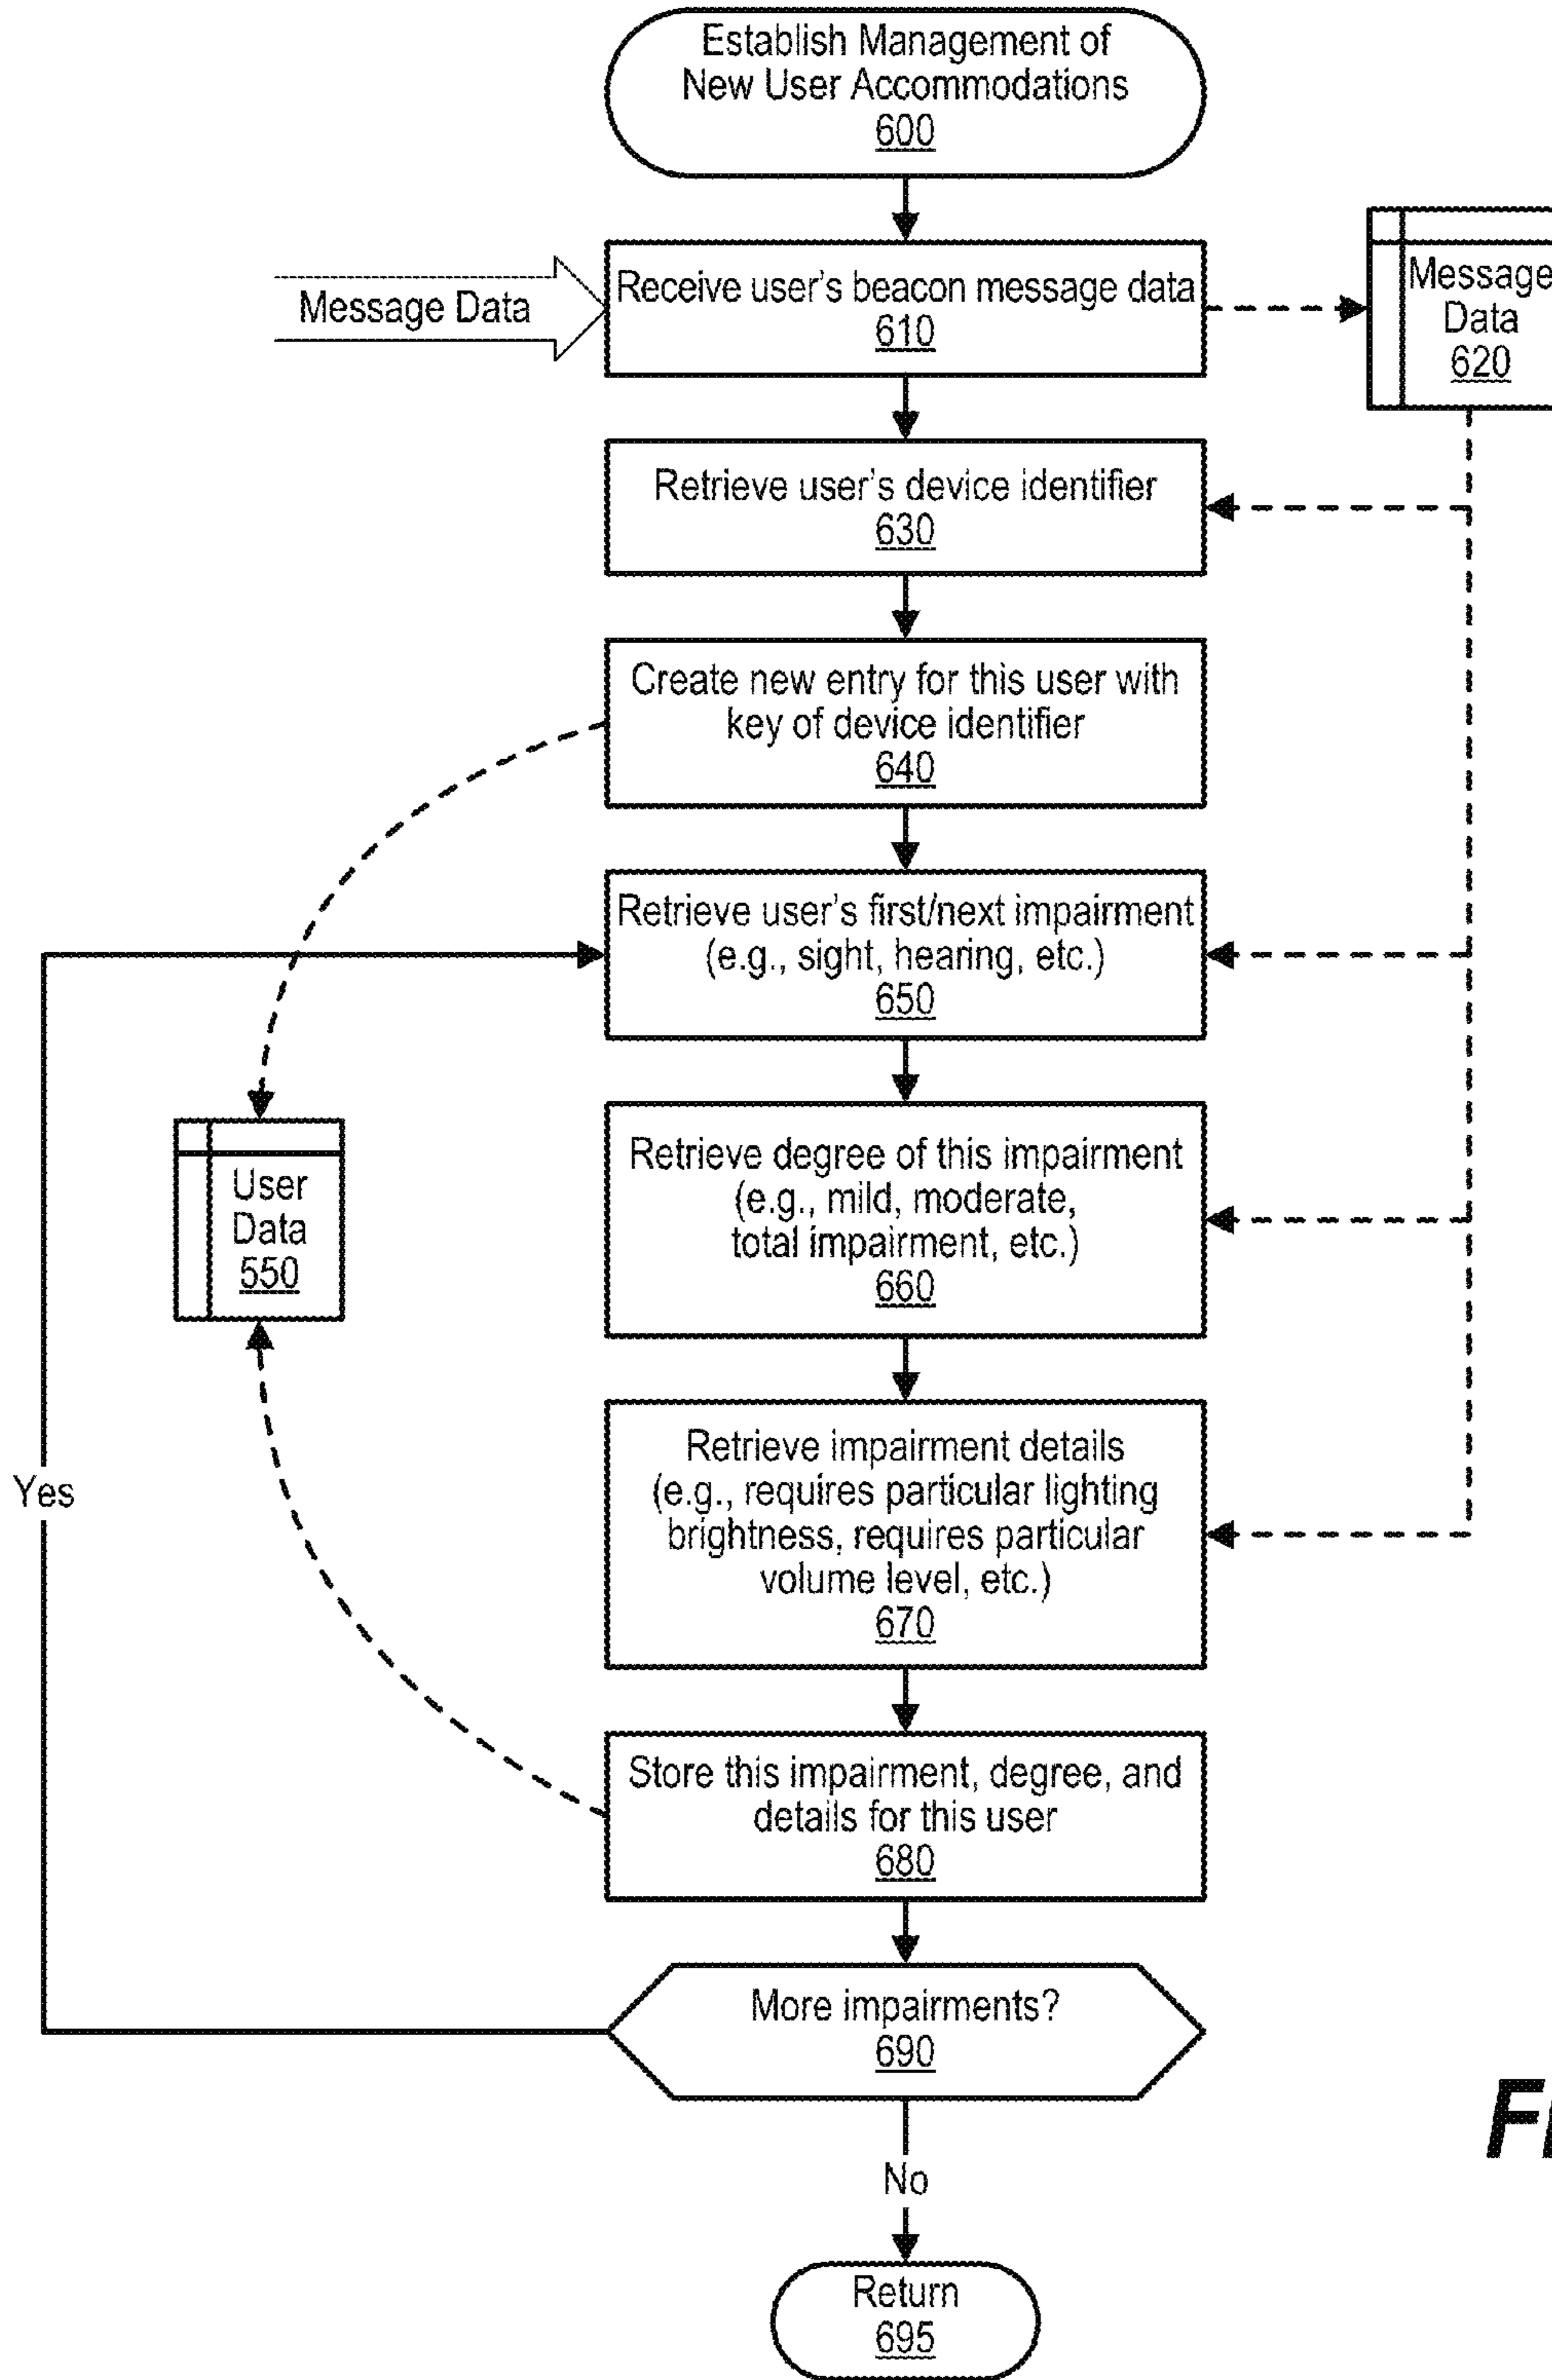 Establish Management of
New User Accommodations
600
Message Data
Receive user's beacon message data
610
Message
Data
620
Retrieve user's device identifier
630
Create new entry for this user with
key of device identifier
640
Retrieve user's first/next impairment
(e.g., sight, hearing, etc.)
650
Retrieve degree of this impairment
(e.g., mild, moderate,
total impairment, etc.)
660
User
Data
550
Retrieve impairment details
(e.g., requires particular lighting
brightness, requires particular
volume level, etc.)
670
Yes
Store this impairment, degree, and
details for this user
680
More impairments?
690
No
Return
695